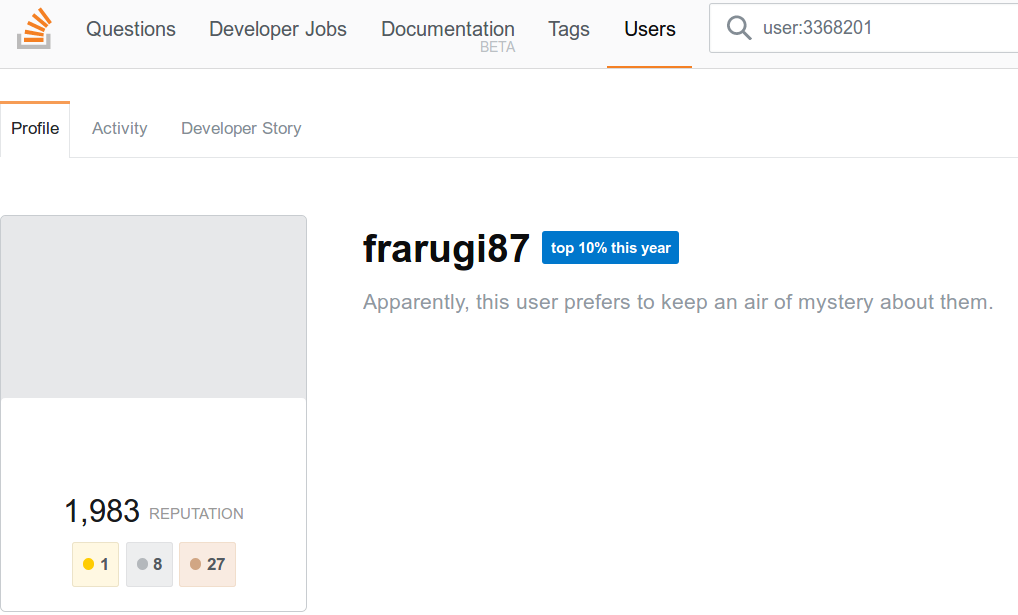 Questions Developer Jobs Documentation Tags Users user:3368201
BETA
Profile Activity Developer Story
frarugi87 top 10% this year
Apparently, this user prefers to keep an air of mystery about them.
1,983 REPUTATION
1 8 27